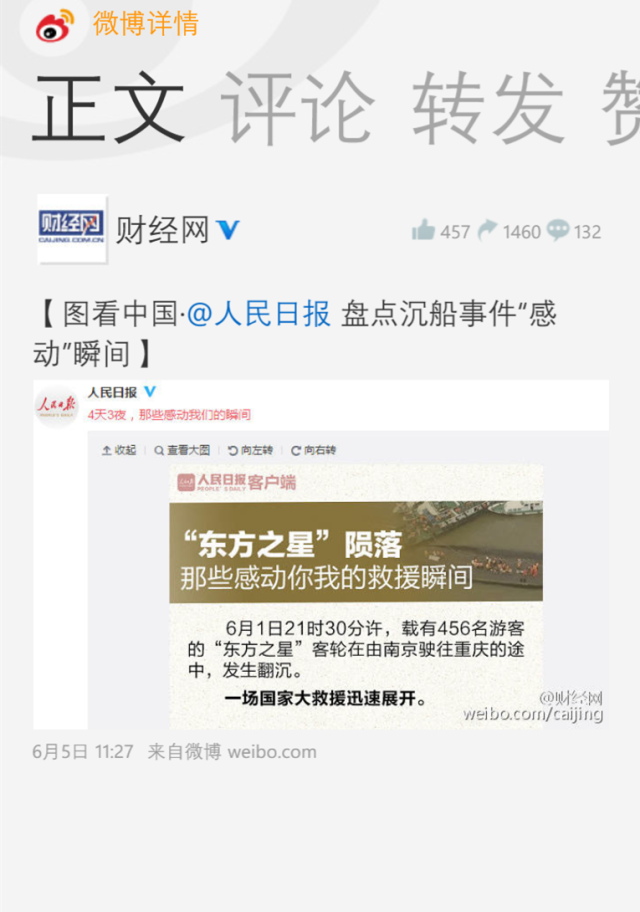 微博详情
正文 评论 转发 赞
财经网
CAIJING.COM.CN
财经网
457 1460 132
【图看中国·@人民日报 盘点沉船事件“感
动”瞬间】
人民日报
人民日报
PEOPLE'S DAILY
4天3夜，那些感动我们的瞬间
收起 查看大图 向左转 向右转
人民日报客户端
PEOPLE'S DAILY
“东方之星”陨落
那些感动你我的救援瞬间
6月1日21时30分许，载有456名游客
的“东方之星”客轮在由南京驶往重庆的途
中，发生翻沉。
一场国家大救援迅速展开。
@财经网
weibo.com/caijing
6月5日 11:27 来自微博 weibo.com